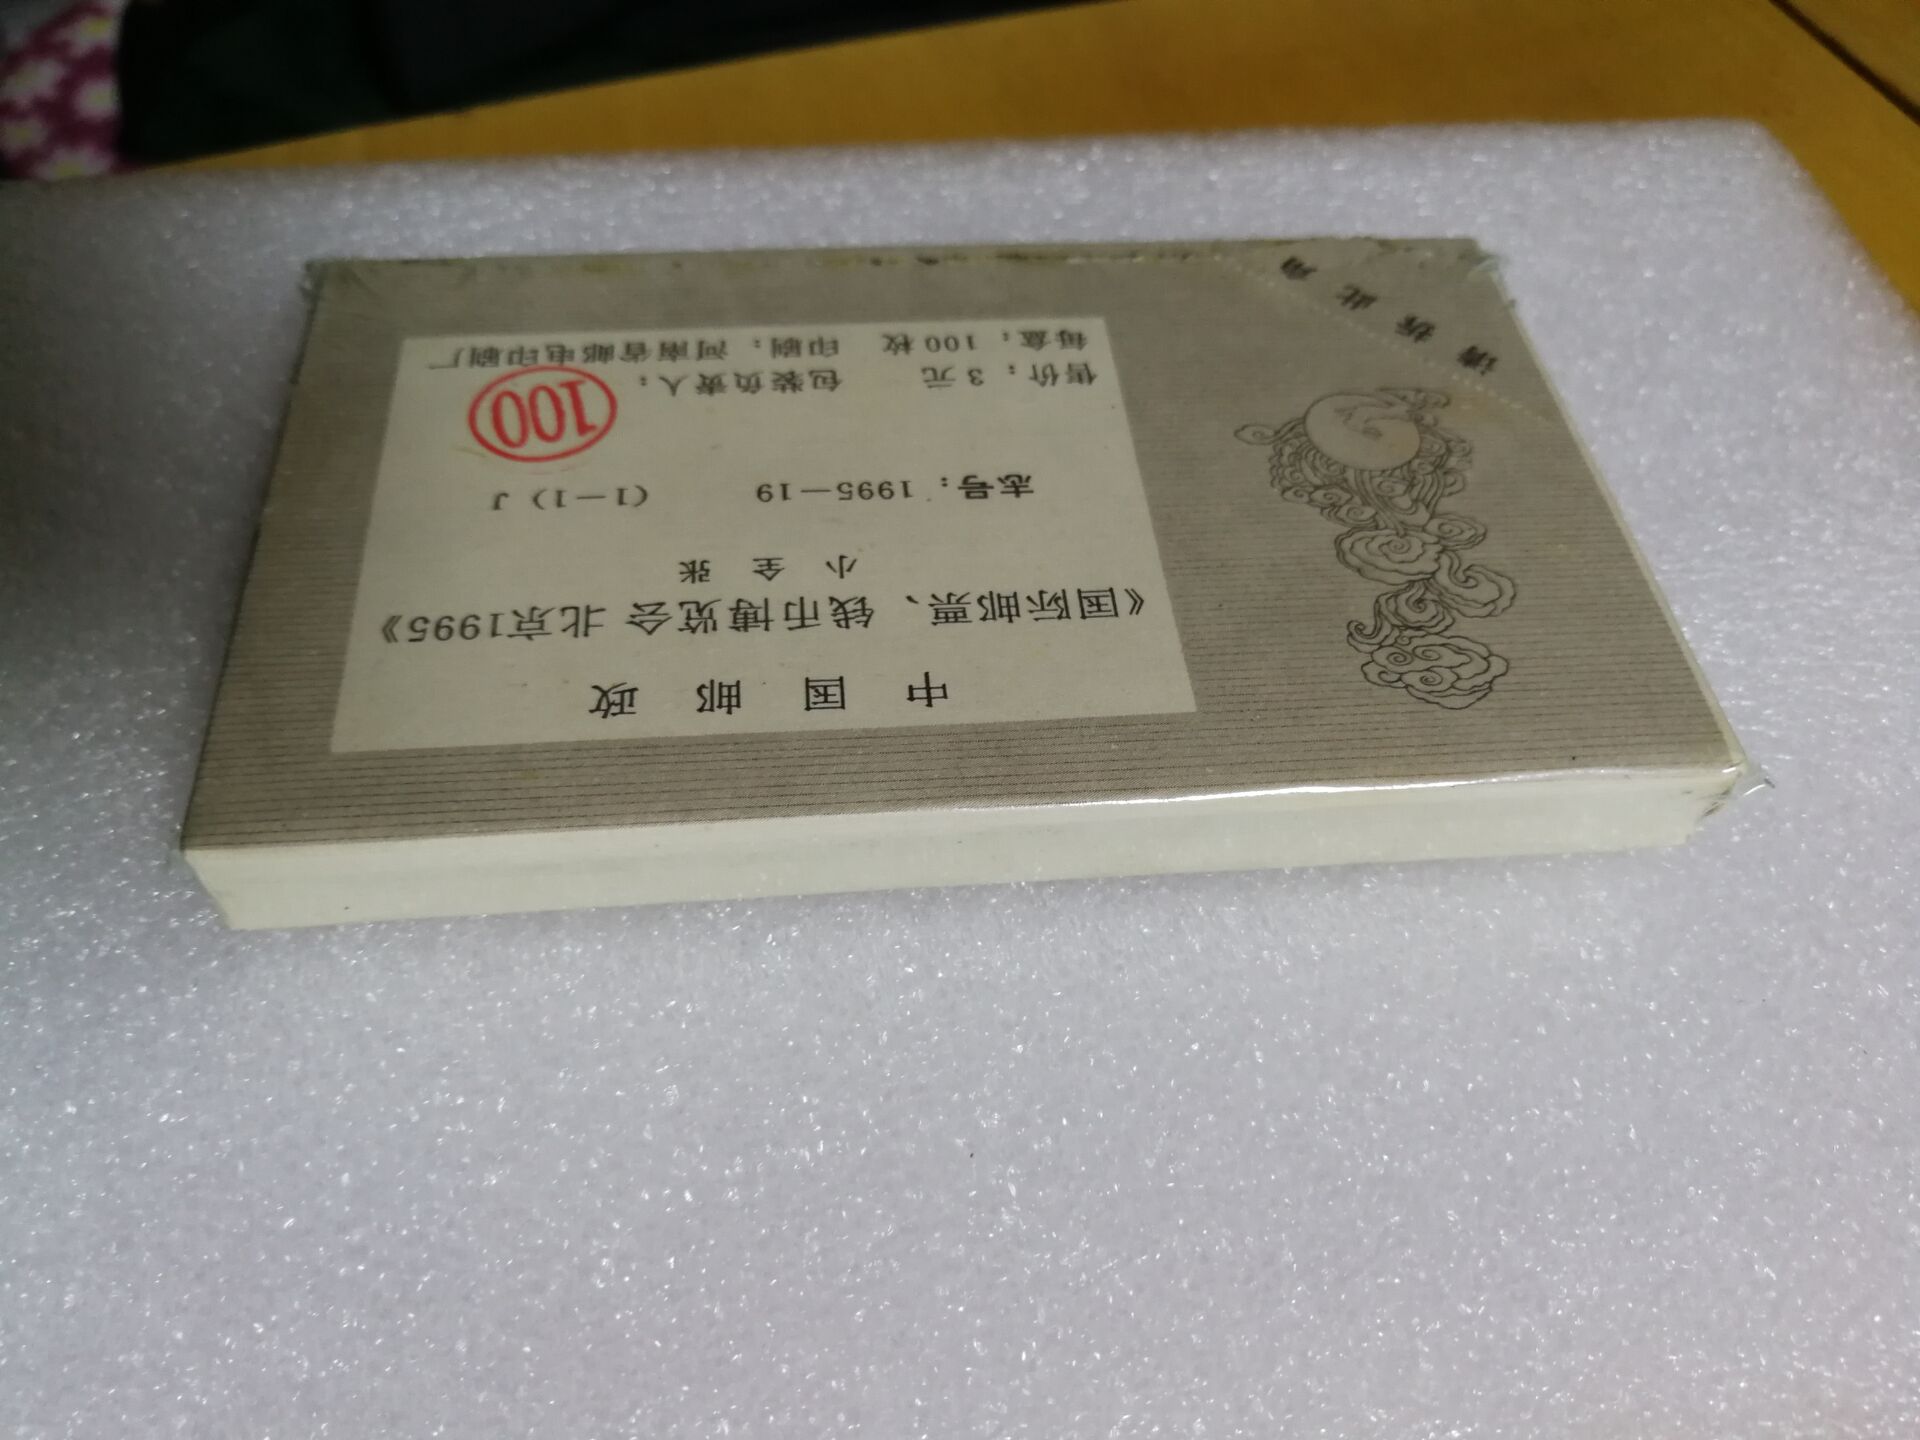 中国邮政
《国际邮票、钱币博览会 北京1995》
小全张
志号：1995—19 （1—1）J
售价：3元 包装负责人：
100
每盒：100枚 印刷：河南省邮电印刷厂
请拆此角